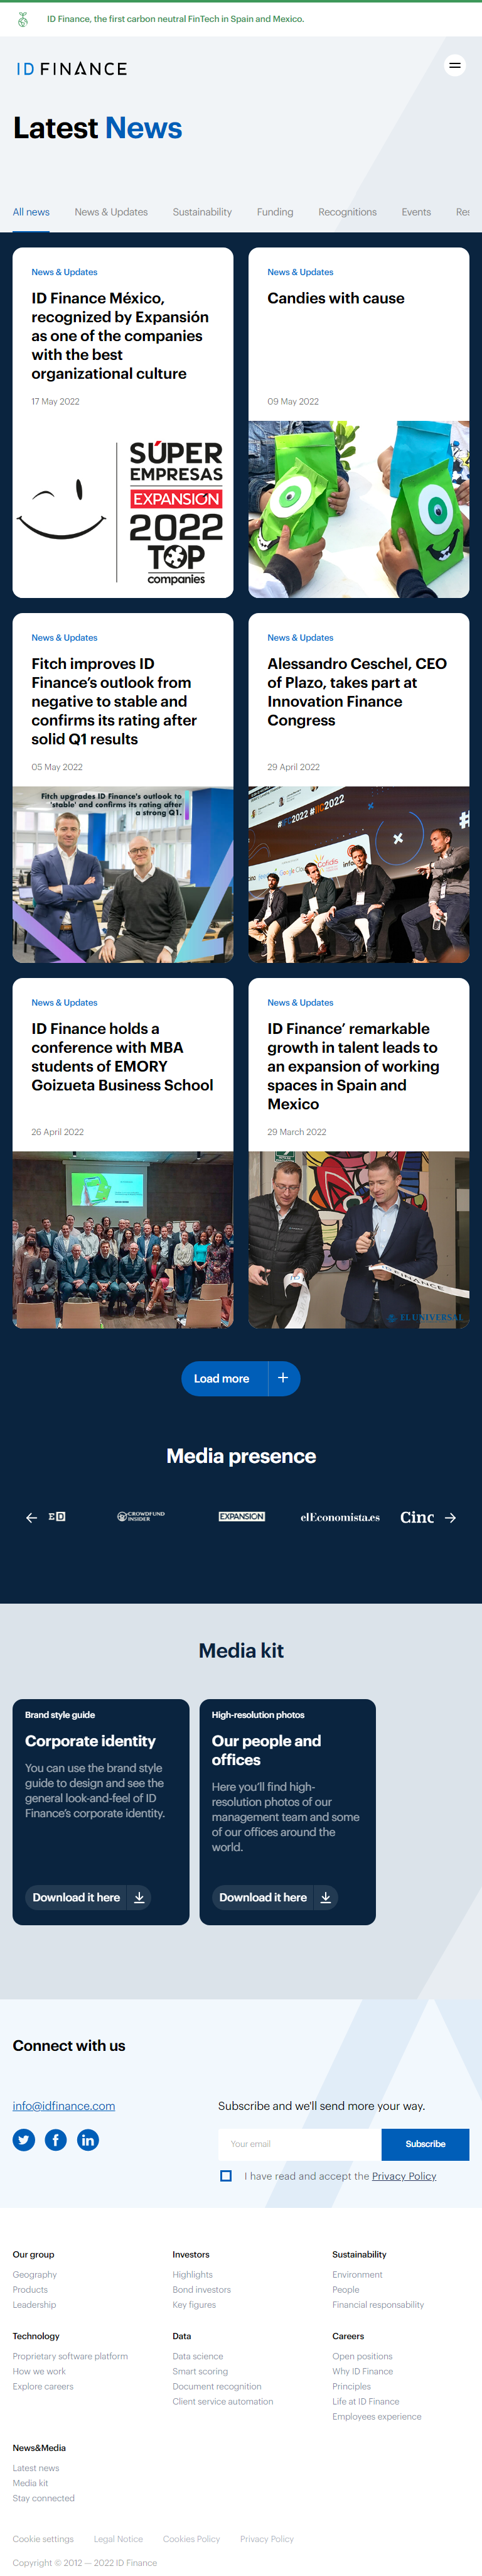 ID Finance, the first carbon neutral FinTech in Spain and Mexico.
ID FINANCE
Latest News
All news
News & Updates
Sustainability
Funding
Recognitions
Events
News & Updates
ID Finance México,
recognized by Expansión
as one of the companies
with the best
organizational culture
17 May 2022
SÚPER
EMPRESAS
EXPANSIÓN
2022
TOP
companies
News & Updates
Candies with cause
09 May 2022
News & Updates
Fitch improves ID
Finance’s outlook from
negative to stable and
confirms its rating after
solid Q1 results
05 May 2022
Fitch upgrades ID Finance's outlook to
'stable' and confirms its rating after
a strong Q1.
News & Updates
Alessandro Ceschel, CEO
of Plazo, takes part at
Innovation Finance
Congress
29 April 2022
News & Updates
ID Finance holds a
conference with MBA
students of EMORY
Goizueta Business School
26 April 2022
News & Updates
ID Finance’ remarkable
growth in talent leads to
an expansion of working
spaces in Spain and
Mexico
29 March 2022
FINANCE
EL UNIVERSAL
Load more
Media presence
ED
CROWDFUND
INSIDER
EXPANSION
elEconomista.es
Cinc
Media kit
Brand style guide
Corporate identity
You can use the brand style
guide to design and see the
general look-and-feel of ID
Finance’s corporate identity.
Download it here
High-resolution photos
Our people and
offices
Here you’ll find high-
resolution photos of our
management team and some
of our offices around the
world.
Download it here
Connect with us
info@idfinance.com
Subscribe and we'll send more your way.
Your email
Subscribe
I have read and accept the Privacy Policy
Our group
Geography
Products
Leadership
Investors
Highlights
Bond investors
Key figures
Sustainability
Environment
People
Financial responsability
Technology
Proprietary software platform
How we work
Explore careers
Data
Data science
Smart scoring
Document recognition
Client service automation
Careers
Open positions
Why ID Finance
Principles
Life at ID Finance
Employees experience
News&Media
Latest news
Media kit
Stay connected
Cookie settings
Legal Notice
Cookies Policy
Privacy Policy
Copyright © 2012 — 2022 ID Finance